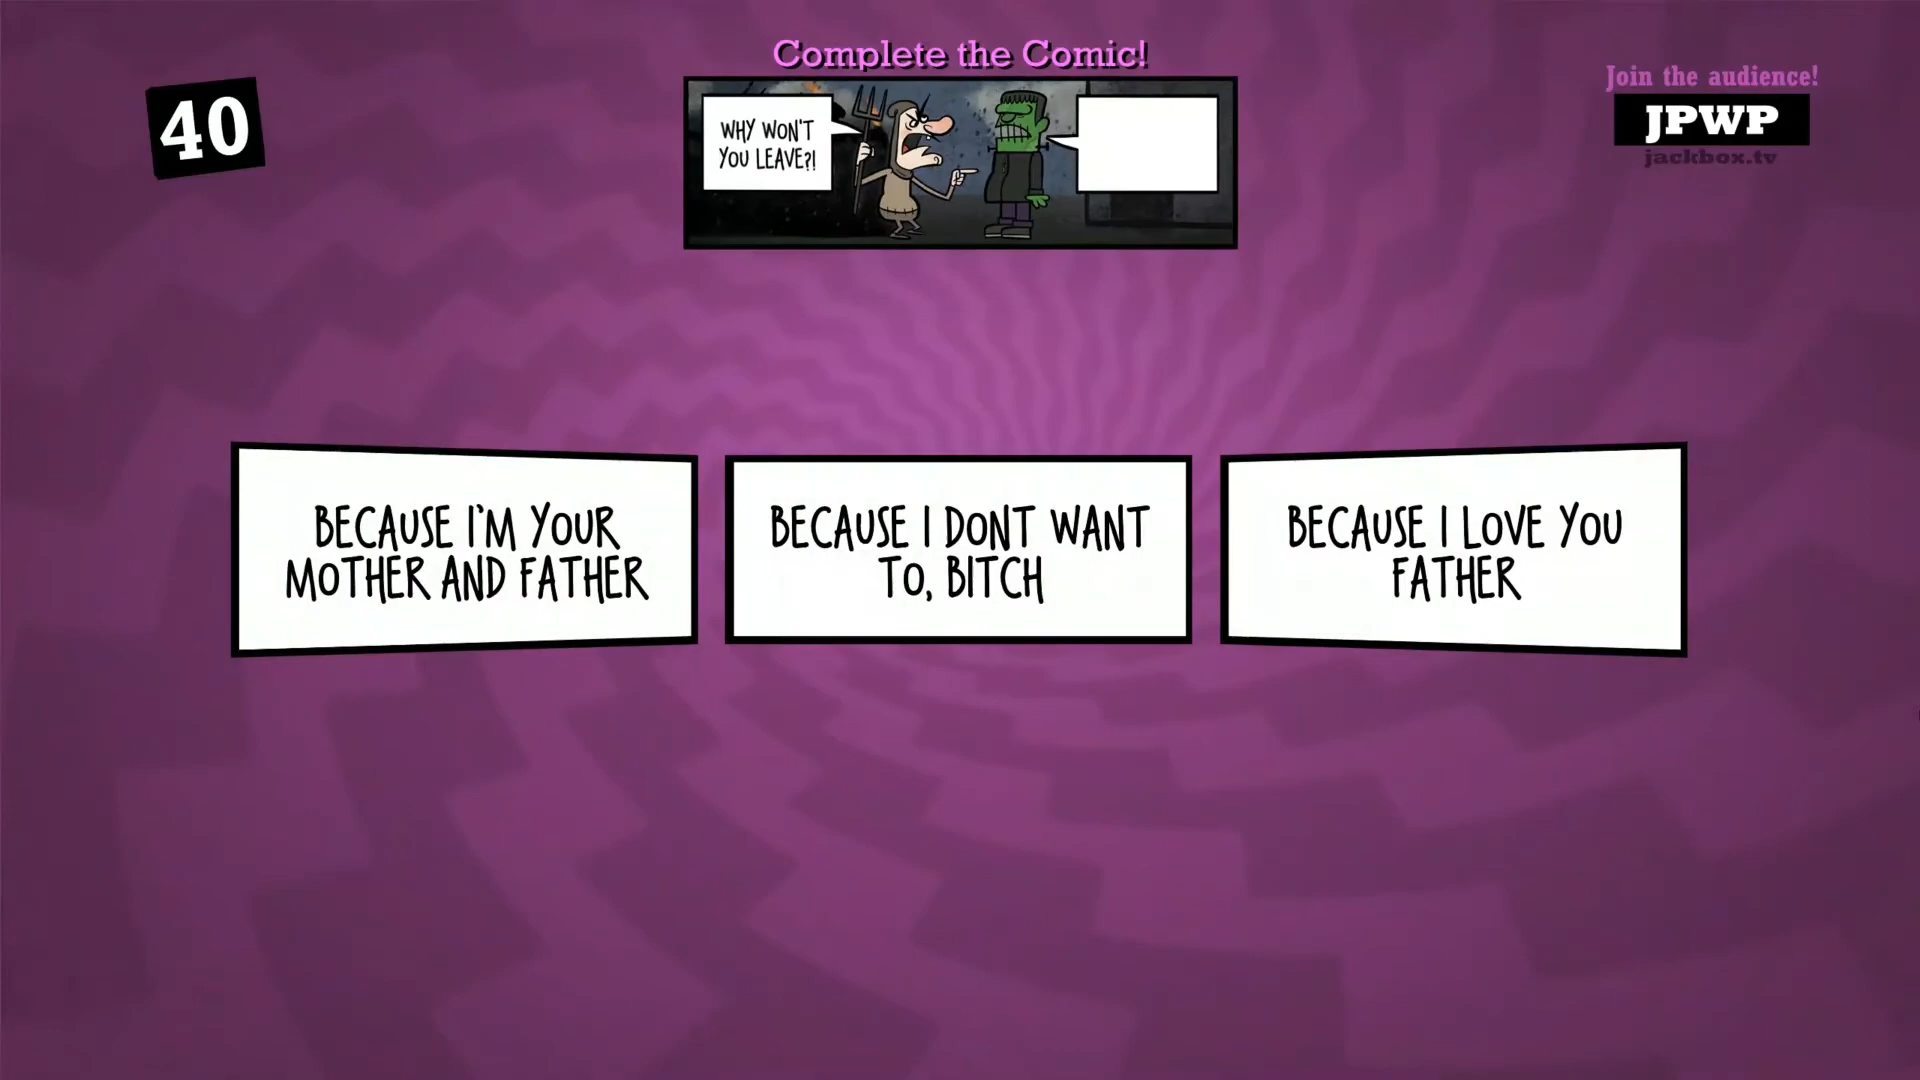 Complete the Comic!
40
WHY WON'T
YOU LEAVE?!
Join the audience!
JPWP
jackbox.tv
BECAUSE I'M YOUR
MOTHER AND FATHER
BECAUSE I DONT WANT
TO, BITCH
BECAUSE I LOVE YOU
FATHER